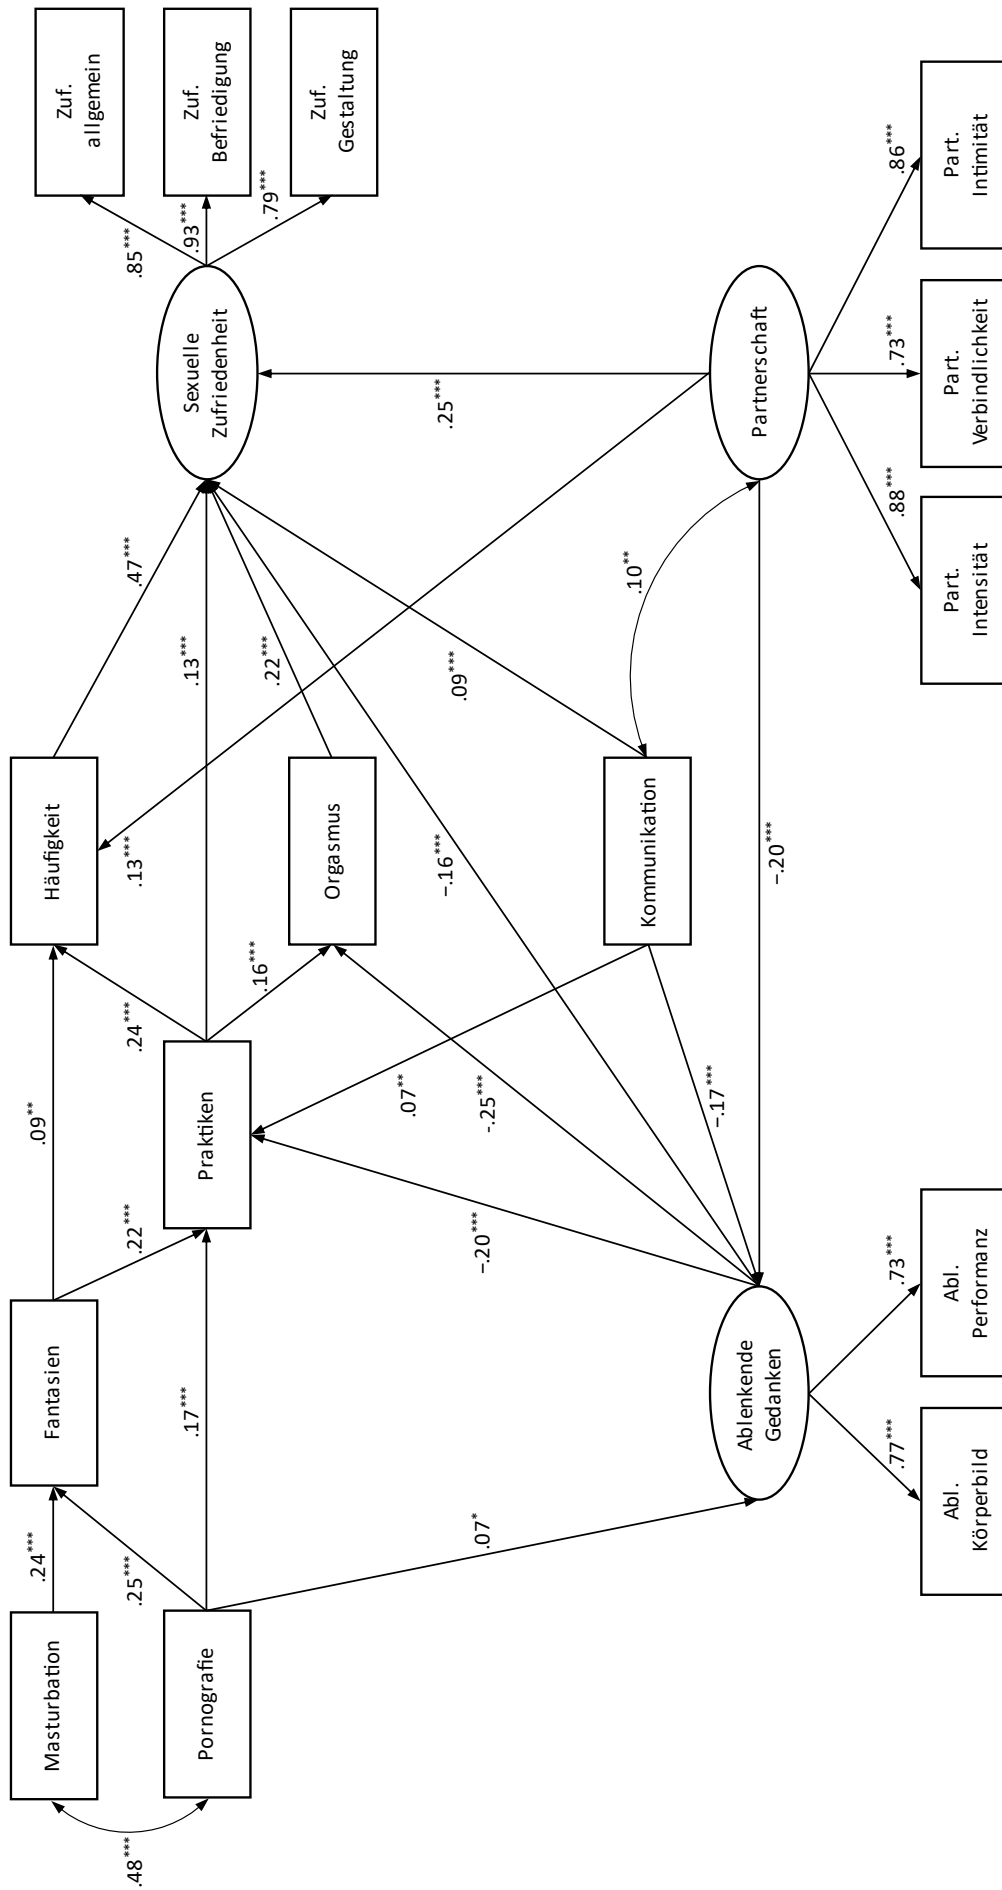 .48***
Masturbation
Pornografie
.24***
.25***
.17***
.07*
Fantasien
.22***
.09**
Praktiken
.24***
.16***
.13***
Häufigkeit
.13***
.47***
.13***
Orgasmus
.22***
-.25***
−.20***
.07**
−.16***
Kommunikation
−.17***
.09***
.10**
−.20***
.25***
Sexuelle
Zufriedenheit
.85***
.93***
.79***
Zuf.
allgemein
Zuf.
Befriedigung
Zuf.
Gestaltung
Ablenkende
Gedanken
.77***
.73***
Abl.
Körperbild
Abl.
Performanz
Partnerschaft
.88***
.73***
.86***
Part.
Intensität
Part.
Verbindlichkeit
Part.
Intimität